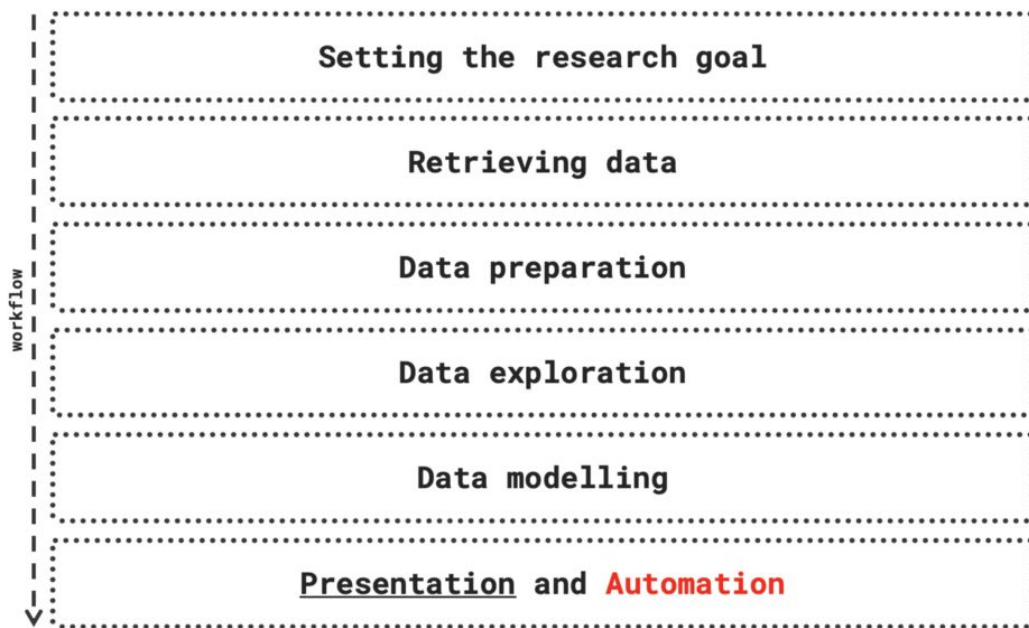 Setting the research goal
Retrieving data
Data preparation
workflow
Data exploration
Data modelling
Presentation and Automation